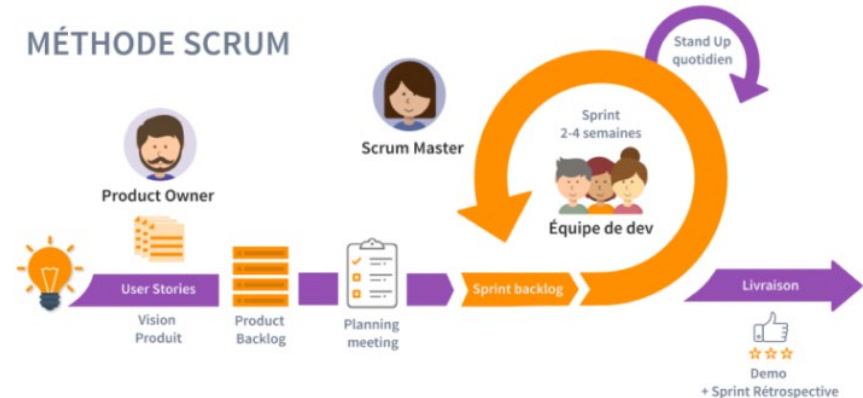 MÉTHODE SCRUM
Product Owner
User Stories
Vision
Produit
Product
Backlog
Planning
meeting
Scrum Master
Sprint backlog
Sprint
2-4 semaines
Équipe de dev
Stand Up
quotidien
Livraison
Demo
+ Sprint Rétrospective